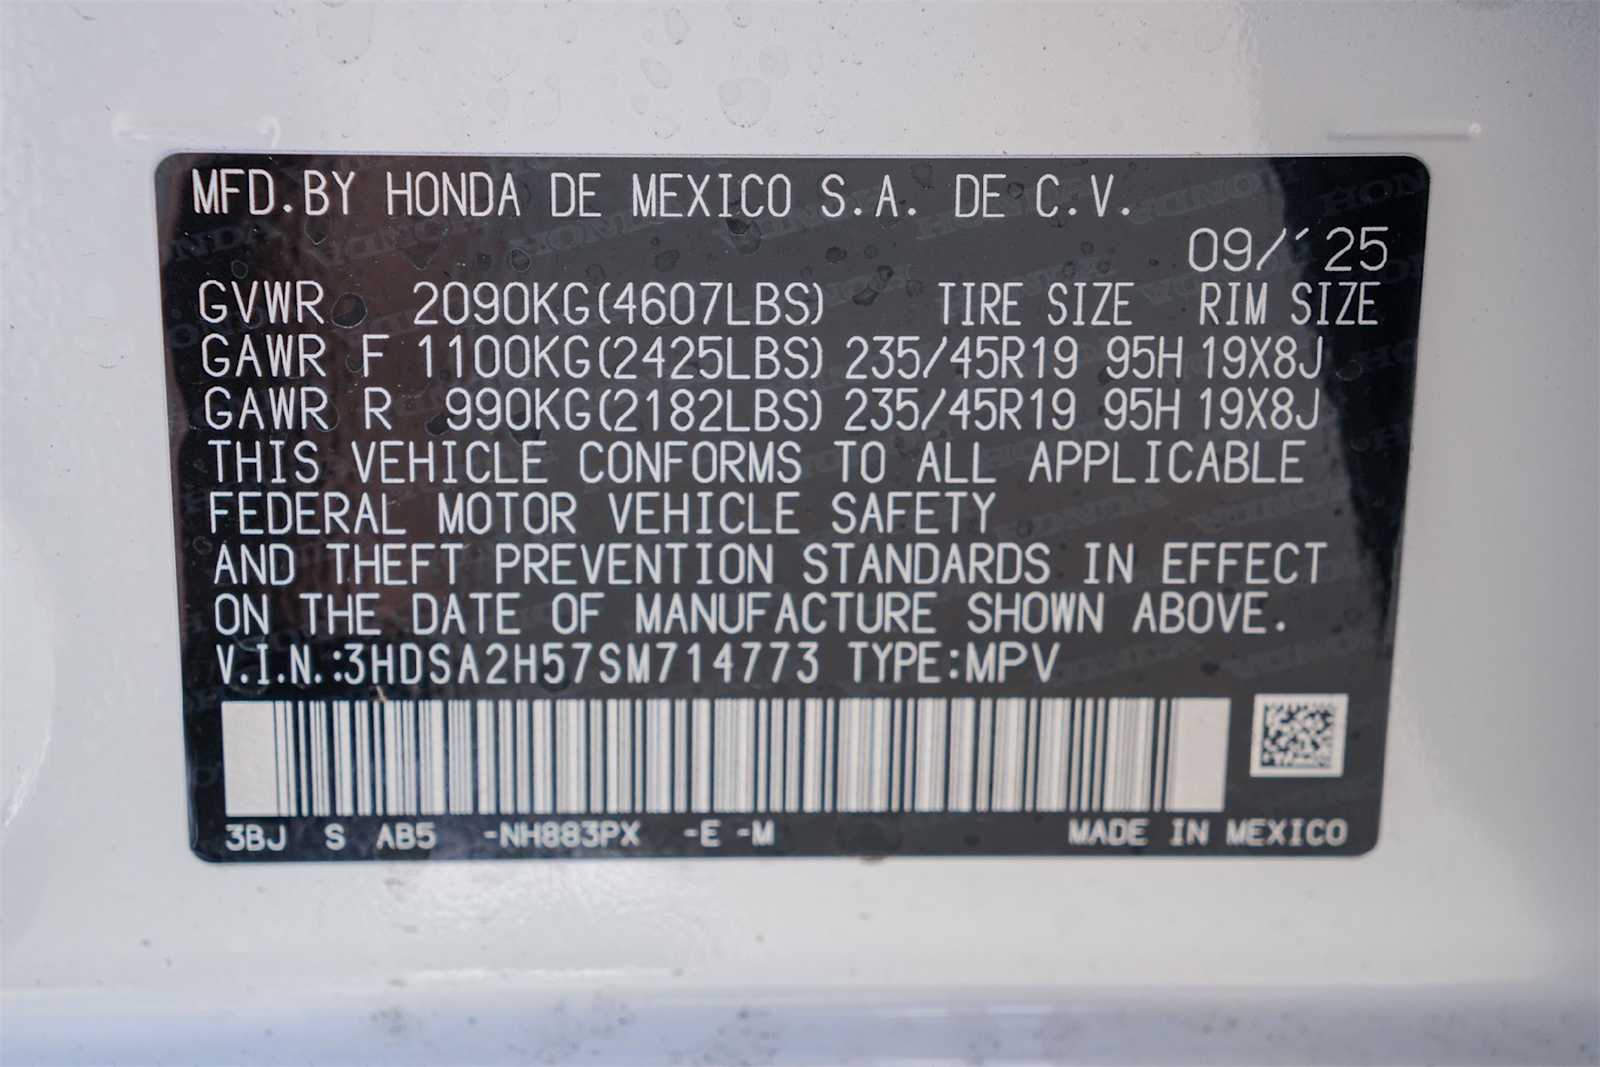 MFD.BY HONDA DE MEXICO S.A. DE C.V.
09/'25
GVWR 2090KG(4607LBS) TIRE SIZE RIM SIZE
GAWR F 1100KG(2425LBS) 235/45R19 95H 19X8J
GAWR R 990KG(2182LBS) 235/45R19 95H 19X8J
THIS VEHICLE CONFORMS TO ALL APPLICABLE
FEDERAL MOTOR VEHICLE SAFETY
AND THEFT PREVENTION STANDARDS IN EFFECT
ON THE DATE OF MANUFACTURE SHOWN ABOVE.
V.I.N.:3HDSA2H57SM714773 TYPE:MPV
3BJ S AB5 -NH883PX -E -M MADE IN MEXICO